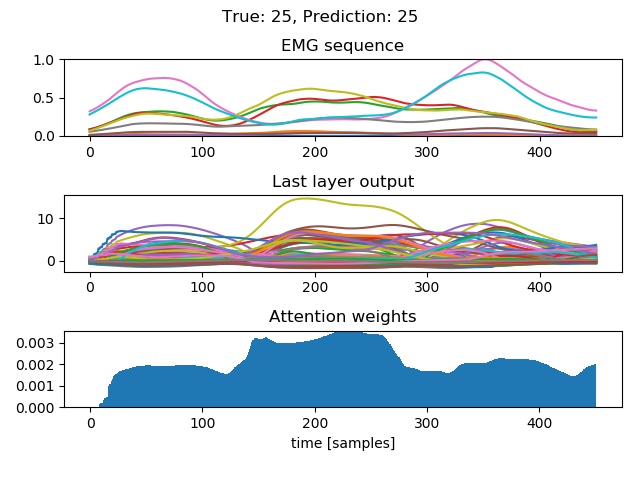 True: 25, Prediction: 25
EMG sequence
1.0
0.5
0.0
0 100 200 300 400
Last layer output
10
0
0 100 200 300 400
Attention weights
0.003
0.002
0.001
0.000
0 100 200 300 400
time [samples]